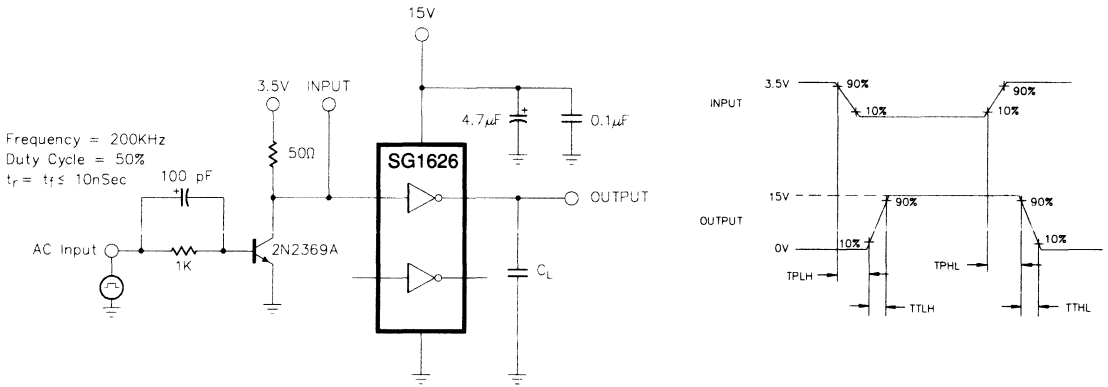 15V
3.5V INPUT
4.7µF + 0.1µF
Frequency = 200KHz
Duty Cycle = 50%
tr = tf ≤ 10nSec
100 pF
+
50Ω
SG1626
OUTPUT
AC Input
1K
2N2369A
CL
3.5V
90%
90%
INPUT
10%
10%
15V
90%
90%
OUTPUT
10%
10%
0V
TPLH
TPHL
TTLH
TTHL